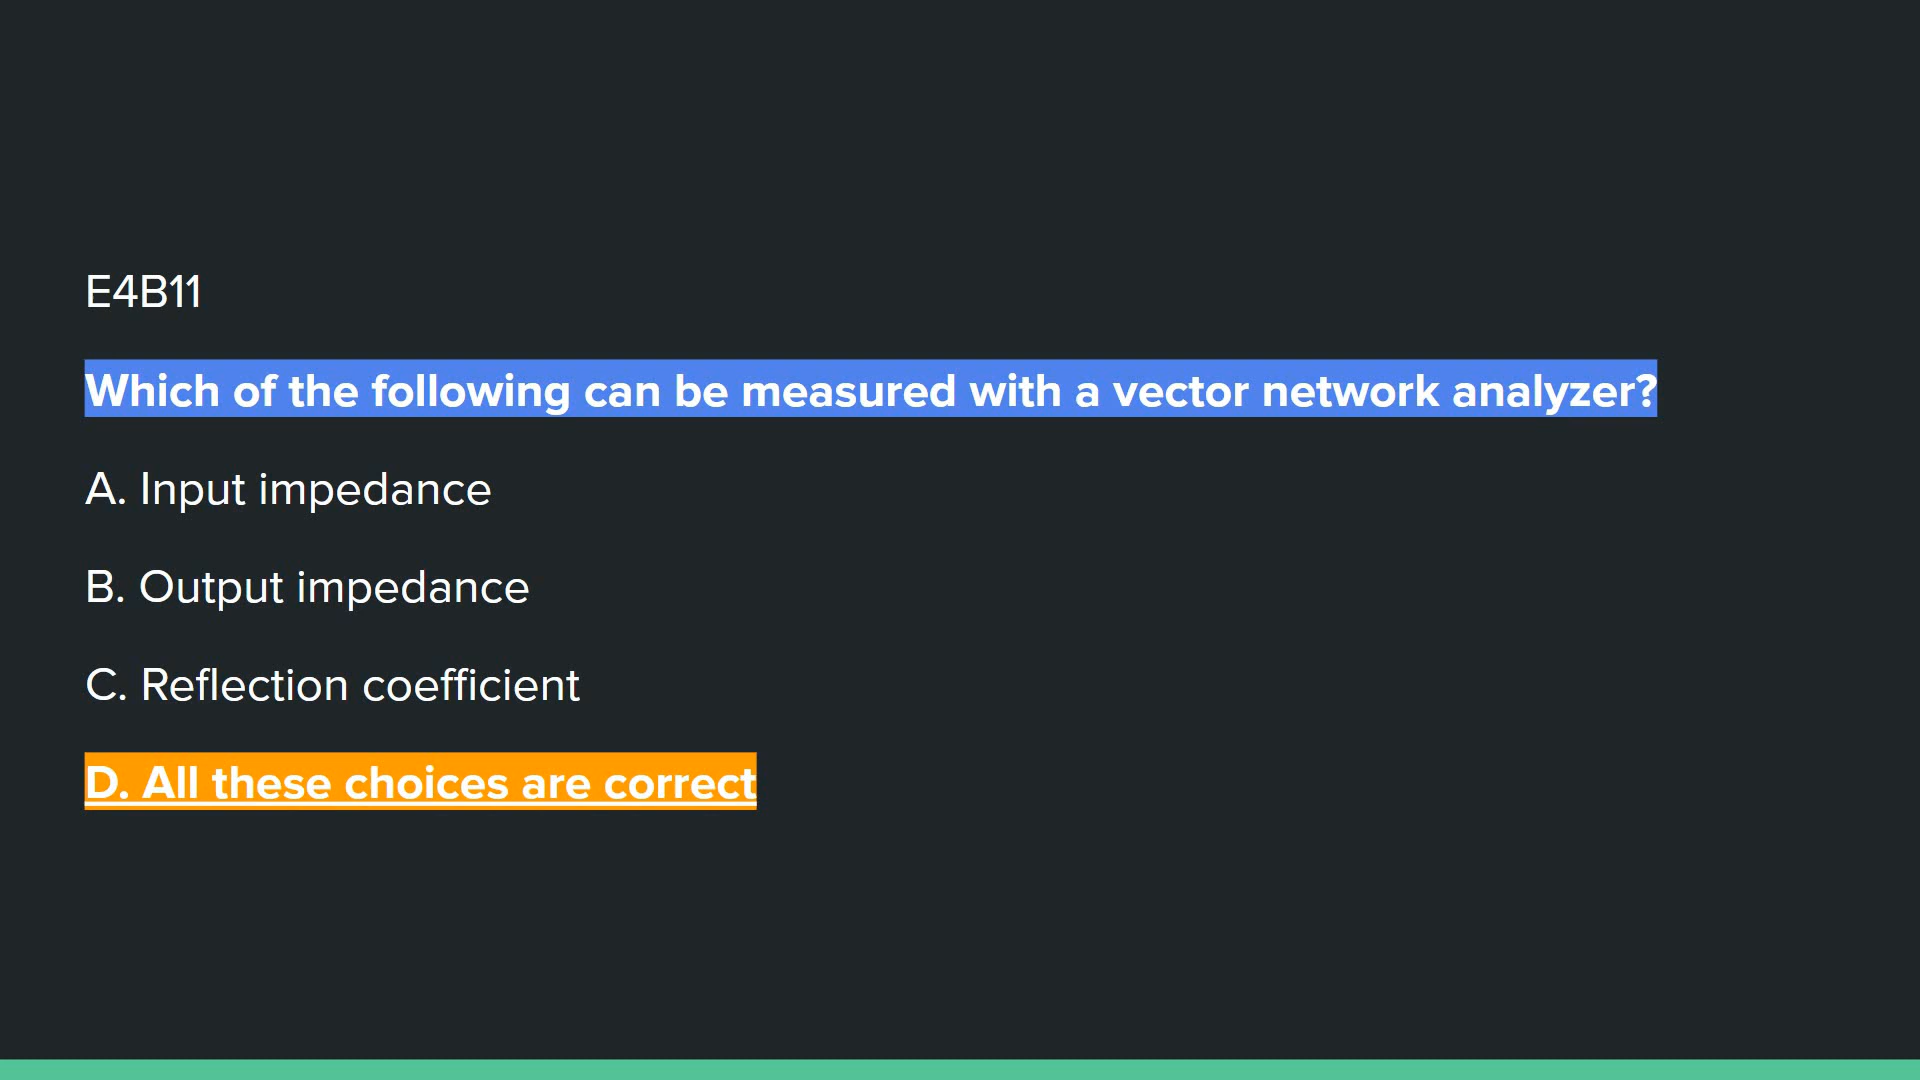 E4B11
Which of the following can be measured with a vector network analyzer?
A. Input impedance
B. Output impedance
C. Reflection coefficient
D. All these choices are correct